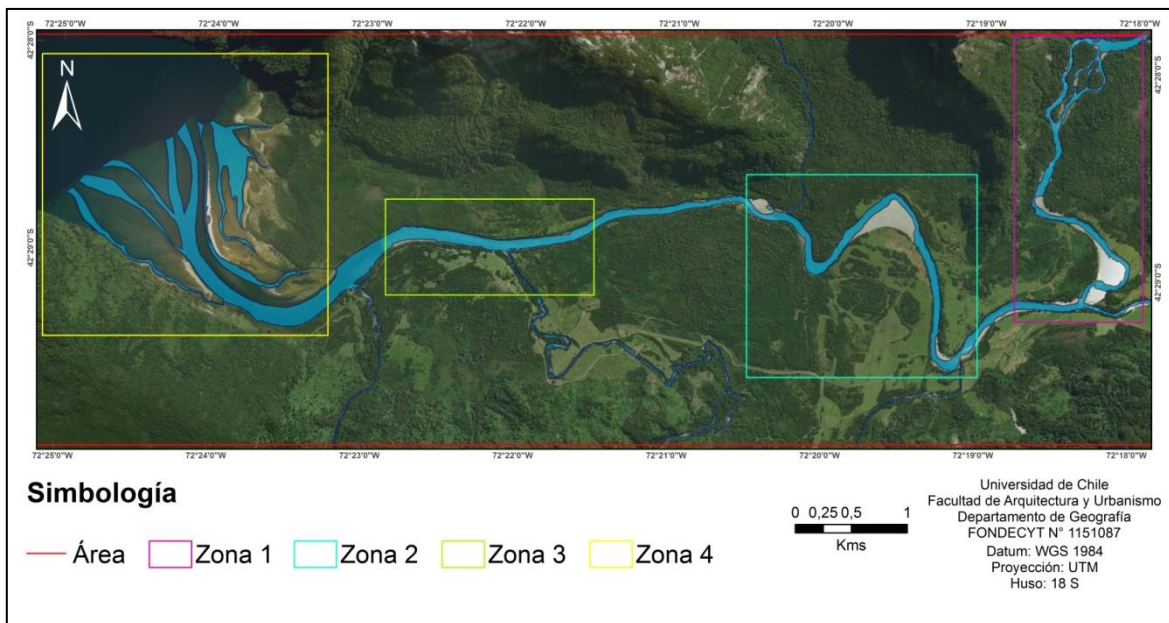 72°25'0"W 72°24'0"W 72°23'0"W 72°22'0"W 72°21'0"W 72°20'0"W 72°19'0"W 72°18'0"W
42°28'0"S
42°28'0"S
N
42°29'0"S
42°29'0"S
72°25'0"W 72°24'0"W 72°23'0"W 72°22'0"W 72°21'0"W 72°20'0"W 72°19'0"W 72°18'0"W
Simbología
Área Zona 1 Zona 2 Zona 3 Zona 4
0 0,25 0,5 1
Kms
Universidad de Chile
Facultad de Arquitectura y Urbanismo
Departamento de Geografía
FONDECYT N° 1151087
Datum: WGS 1984
Proyección: UTM
Huso: 18 S